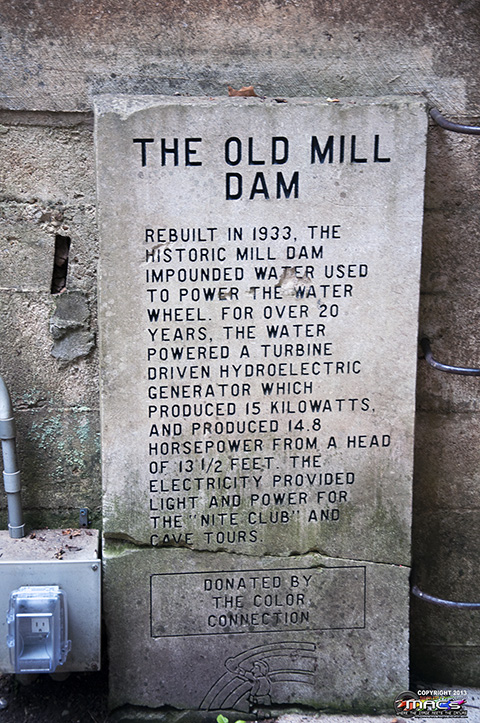 THE OLD MILL
DAM
REBUILT IN 1933, THE
HISTORIC MILL DAM
IMPOUNDED WATER USED
TO POWER THE WATER
WHEEL. FOR OVER 20
YEARS, THE WATER
POWERED A TURBINE
DRIVEN HYDROELECTRIC
GENERATOR WHICH
PRODUCED 15 KILOWATTS,
AND PRODUCED 14.8
HORSEPOWER FROM A HEAD
OF 13 1/2 FEET. THE
ELECTRICITY PROVIDED
LIGHT AND POWER FOR
THE "NITE CLUB" AND
CAVE TOURS.
DONATED BY
THE COLOR
CONNECTION
COPYRIGHT 2013
MACS